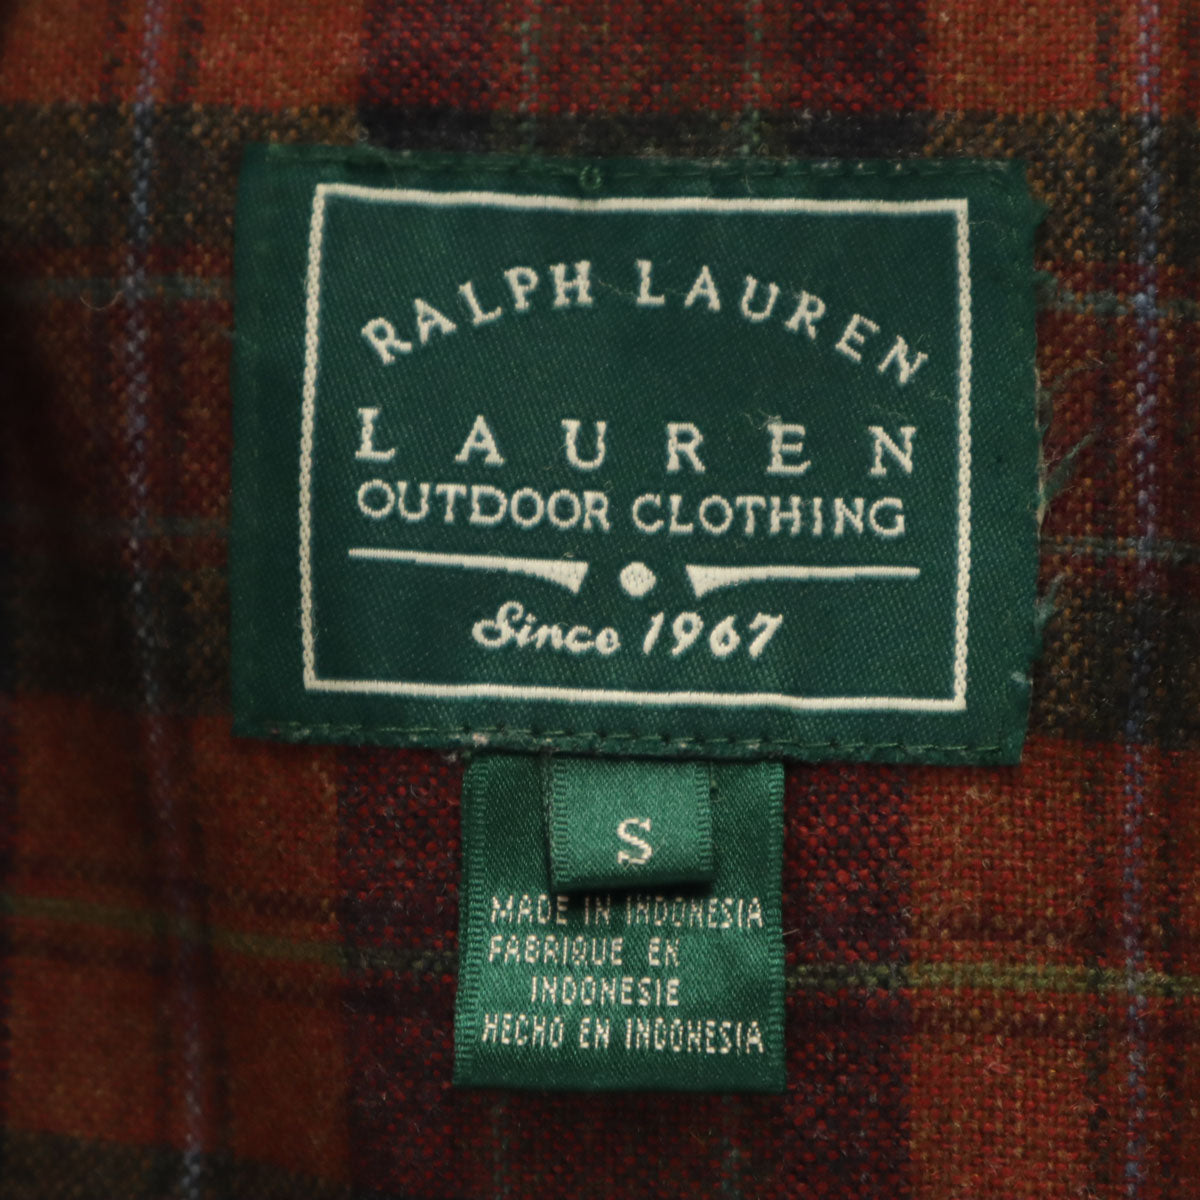 RALPH LAUREN
LAUREN
OUTDOOR CLOTHING
Since 1967
S
MADE IN INDONESIA
FABRIQUE EN
INDONESIE
HECHO EN INDONESIA